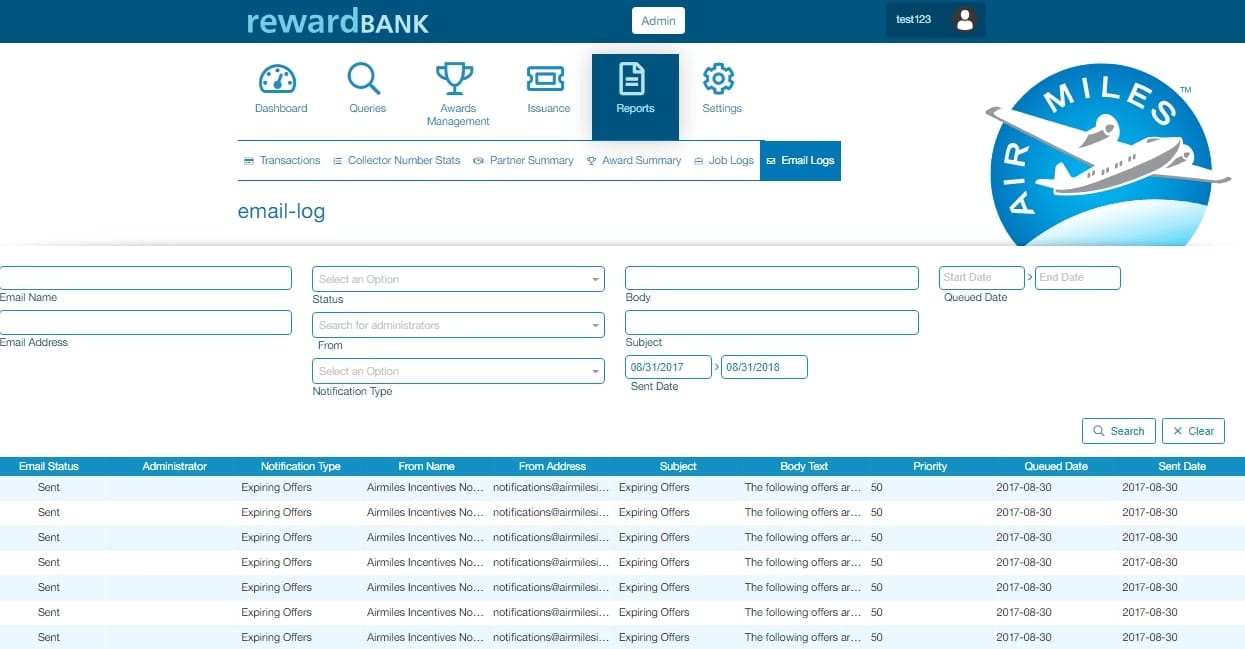 rewardBANK
Admin
test123
Dashboard
Queries
Awards
Management
Issuance
Reports
Settings
AIR MILES™
Transactions
Collector Number Stats
Partner Summary
Award Summary
Job Logs
Email Logs
email-log
Select an Option
Start Date > End Date
Email Name
Status
Body
Queued Date
Search for administrators
Email Address
From
Subject
Select an Option
08/31/2017 > 08/31/2018
Notification Type
Sent Date
Search
Clear
Email Status Administrator Notification Type From Name From Address Subject Body Text Priority Queued Date Sent Date
Sent Expiring Offers Airmiles Incentives No... notifications@airmilesi... Expiring Offers The following offers ar... 50 2017-08-30 2017-08-30
Sent Expiring Offers Airmiles Incentives No... notifications@airmilesi... Expiring Offers The following offers ar... 50 2017-08-30 2017-08-30
Sent Expiring Offers Airmiles Incentives No... notifications@airmilesi... Expiring Offers The following offers ar... 50 2017-08-30 2017-08-30
Sent Expiring Offers Airmiles Incentives No... notifications@airmilesi... Expiring Offers The following offers ar... 50 2017-08-30 2017-08-30
Sent Expiring Offers Airmiles Incentives No... notifications@airmilesi... Expiring Offers The following offers ar... 50 2017-08-30 2017-08-30
Sent Expiring Offers Airmiles Incentives No... notifications@airmilesi... Expiring Offers The following offers ar... 50 2017-08-30 2017-08-30
Sent Expiring Offers Airmiles Incentives No... notifications@airmilesi... Expiring Offers The following offers ar... 50 2017-08-30 2017-08-30